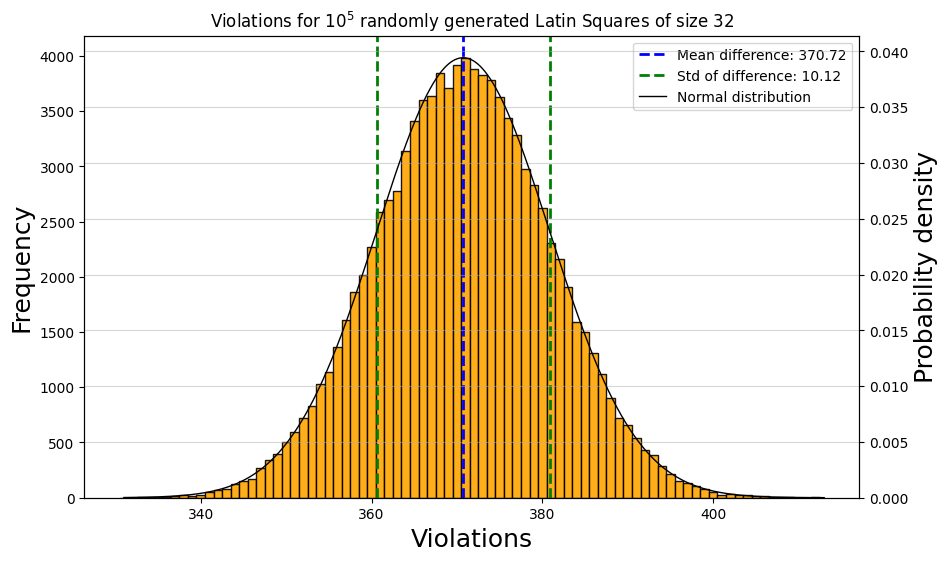 Violations for 10⁵ randomly generated Latin Squares of size 32
Mean difference: 370.72
Std of difference: 10.12
Normal distribution
Frequency
4000
3500
3000
2500
2000
1500
1000
500
0
0.040
0.035
0.030
0.025
0.020
0.015
0.010
0.005
0.000
Probability density
340 360 380 400
Violations